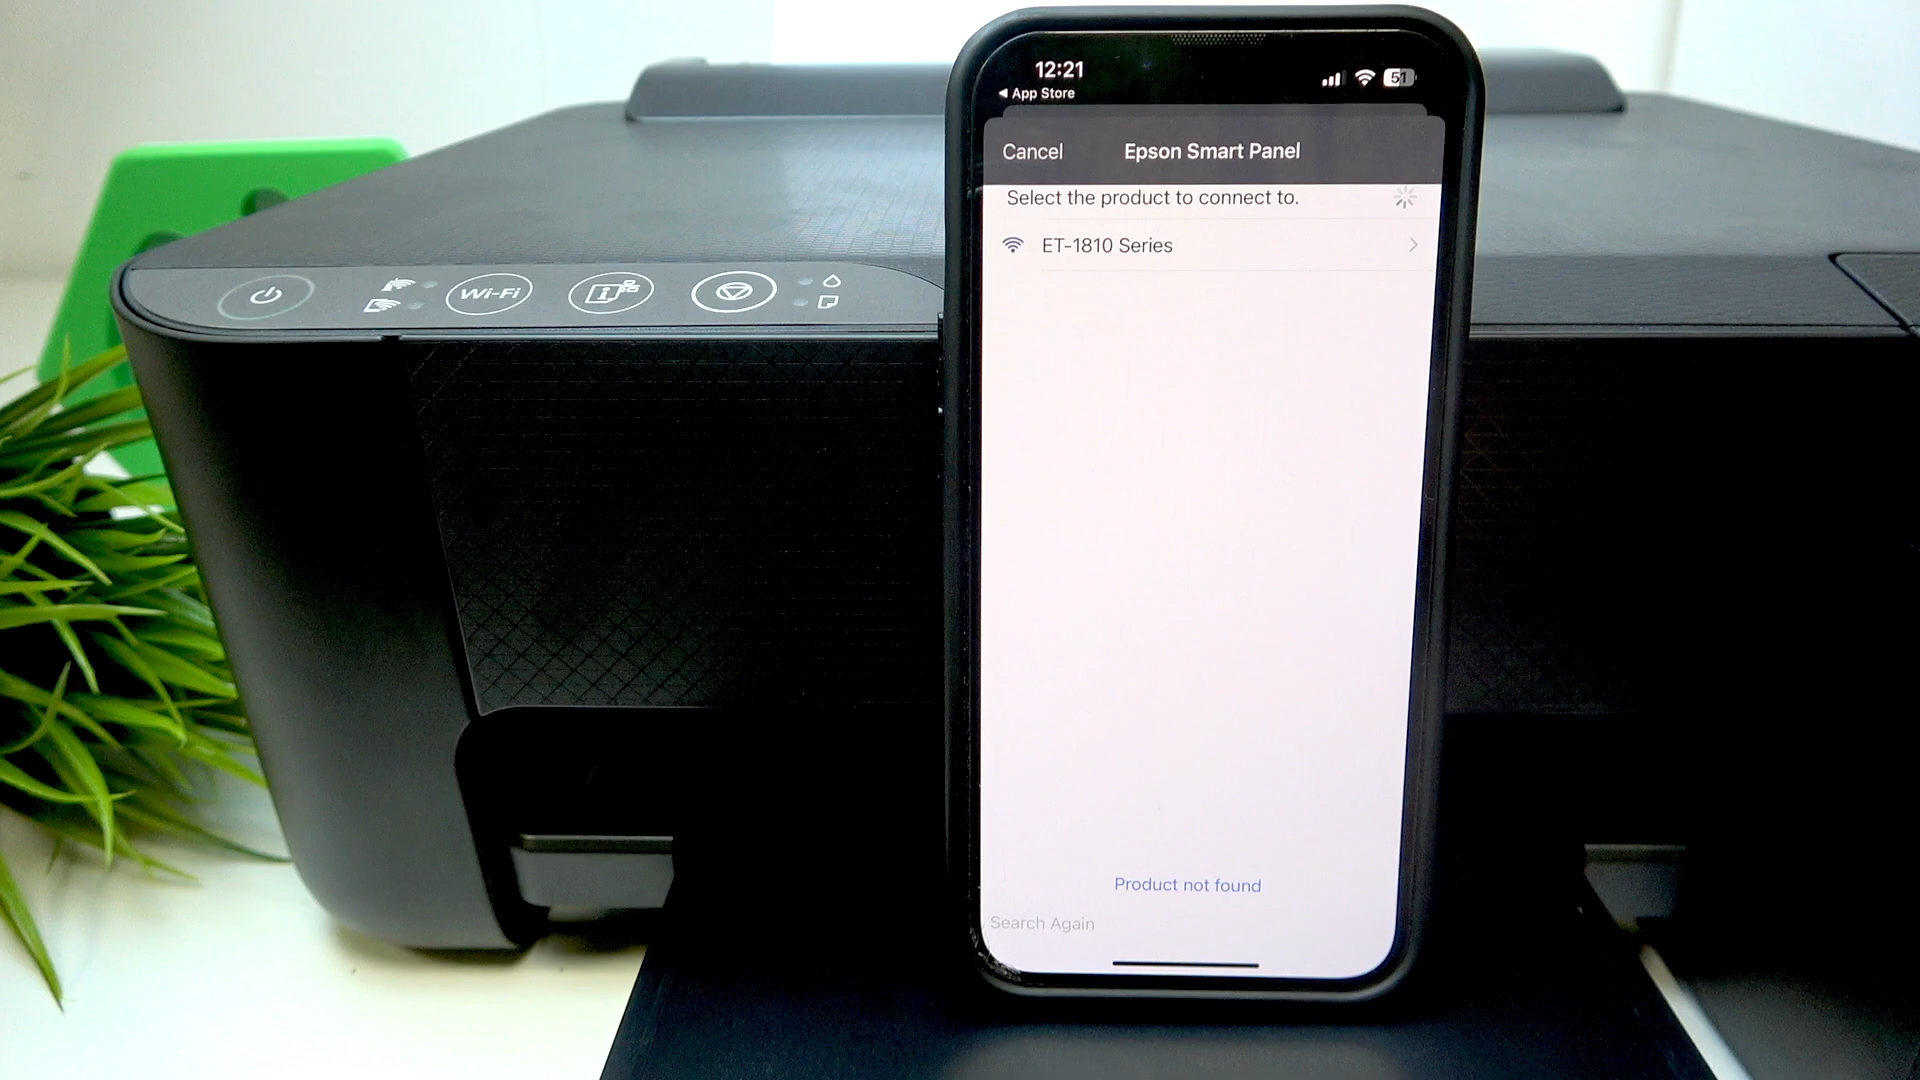 12:21
51
◀ App Store
Cancel
Epson Smart Panel
Select the product to connect to.
ET-1810 Series
Wi-Fi
i
Product not found
Search Again